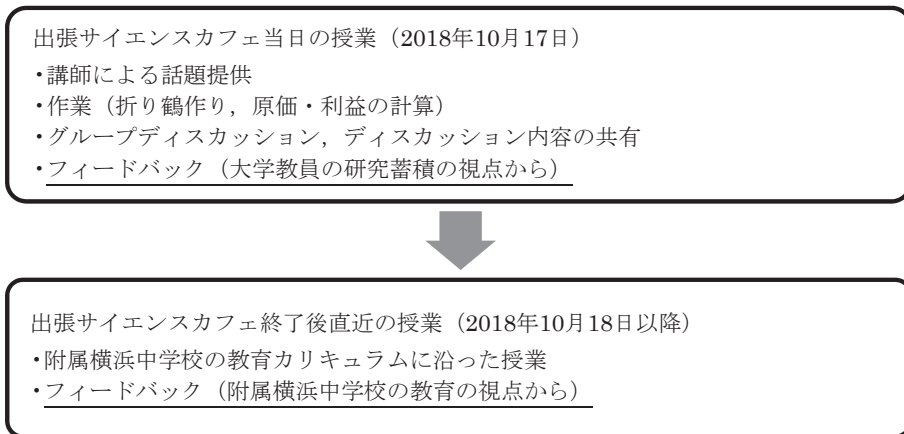 出張サイエンスカフェ当日の授業（2018年10月17日）
・講師による話題提供
・作業（折り鶴作り，原価・利益の計算）
・グループディスカッション，ディスカッション内容の共有
・フィードバック（大学教員の研究蓄積の視点から）
出張サイエンスカフェ終了後直近の授業（2018年10月18日以降）
・附属横浜中学校の教育カリキュラムに沿った授業
・フィードバック（附属横浜中学校の教育の視点から）